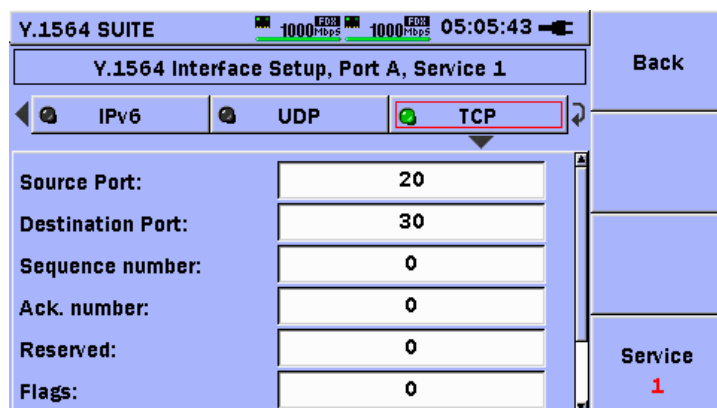 Y.1564 SUITE
1000 FDX Mbps
1000 FDX Mbps
05:05:43
Y.1564 Interface Setup, Port A, Service 1
Back
IPv6
UDP
TCP
Source Port:
20
Destination Port:
30
Sequence number:
0
Ack. number:
0
Reserved:
0
Flags:
0
Service
1